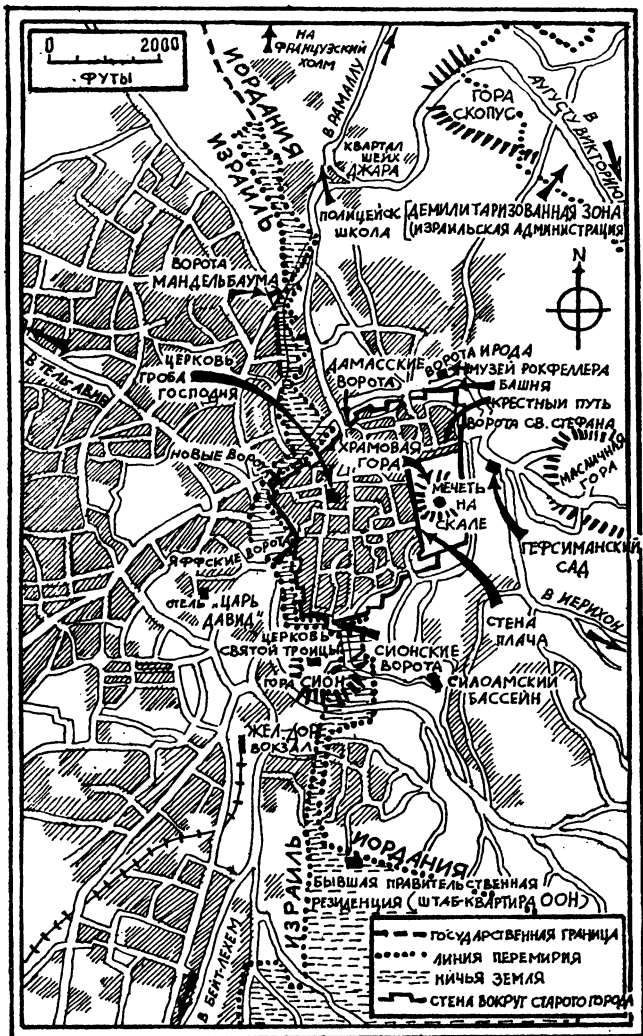 0 2000
ФУТЫ
НА
ФРАНЦУЗСКИЙ
ХОЛМ
ИОРДАНИЯ
ИЗРАИЛЬ
В РАМАЛЛУ
ГОРА
СКОПУС
В
АУГУСТУ ВИКТОРИЮ
КВАРТАЛ
ШЕЙХ
ДЖАРА
ПОЛИЦЕЙСК
ШКОЛА
ДЕМИЛИТАРИЗОВАННАЯ ЗОНА
(ИЗРАИЛЬСКАЯ АДМИНИСТРАЦИЯ)
N
ВОРОТА
МАНДЕЛЬБАУМА
В ТЕЛЬ-АВИВ
ЦЕРКОВЬ
ГРОБА
ГОСПОДНЯ
ДАМАССКИЕ
ВОРОТА
ВОРОТА ИРОДА
МУЗЕЙ РОКФЕЛЛЕРА
БАШНЯ
КРЕСТНЫЙ ПУТЬ
ВОРОТА СВ. СТЕФАНА
НОВЫЕ ВОРОТ
ХРАМОВАЯ
ГОРА
МАСЛИЧНАЯ
ГОРА
МЕЧЕТЬ
НА
СКАЛЕ
ЯФФСКИЕ ВОРОТ
ГЕФСИМАНСКИЙ
САД
ОТЕЛЬ „ЦАРЬ
ДАВИД"
В ИЕРИХОН
СТЕНА
ПЛАЧА
ЦЕРКОВЬ
СВЯТОЙ ТРОИЦЫ
СИОНСКИЕ
ВОРОТА
ГОРА СИОН
СИЛОАМСКИЙ
БАССЕЙН
ЖЕЛ-ДОР
ВОКЗАЛ
ИЗРАИЛЬ
ИОРДАНИЯ
БЫВШАЯ ПРАВИТЕЛЬСТВЕННАЯ
РЕЗИДЕНЦИЯ (ШТАБ-КВАРТИРА ООН)
В БЕЙТ-ЛЕХЕМ
ГОСУДАРСТВЕННАЯ ГРАНИЦА
ЛИНИЯ ПЕРЕМИРИЯ
НИЧЬЯ ЗЕМЛЯ
СТЕНА ВОКРУГ СТАРОГО ГОРОДА